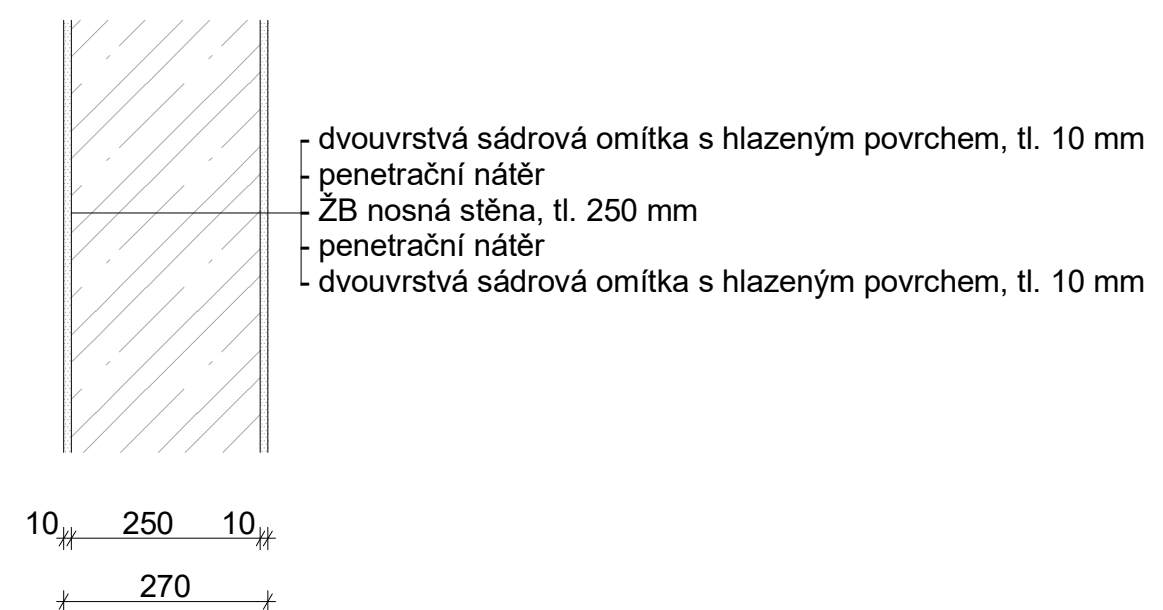 - dvouvrstvá sádrová omítka s hlazeným povrchem, tl. 10 mm
- penetrační nátěr
- ŽB nosná stěna, tl. 250 mm
- penetrační nátěr
- dvouvrstvá sádrová omítka s hlazeným povrchem, tl. 10 mm
10 250 10
270